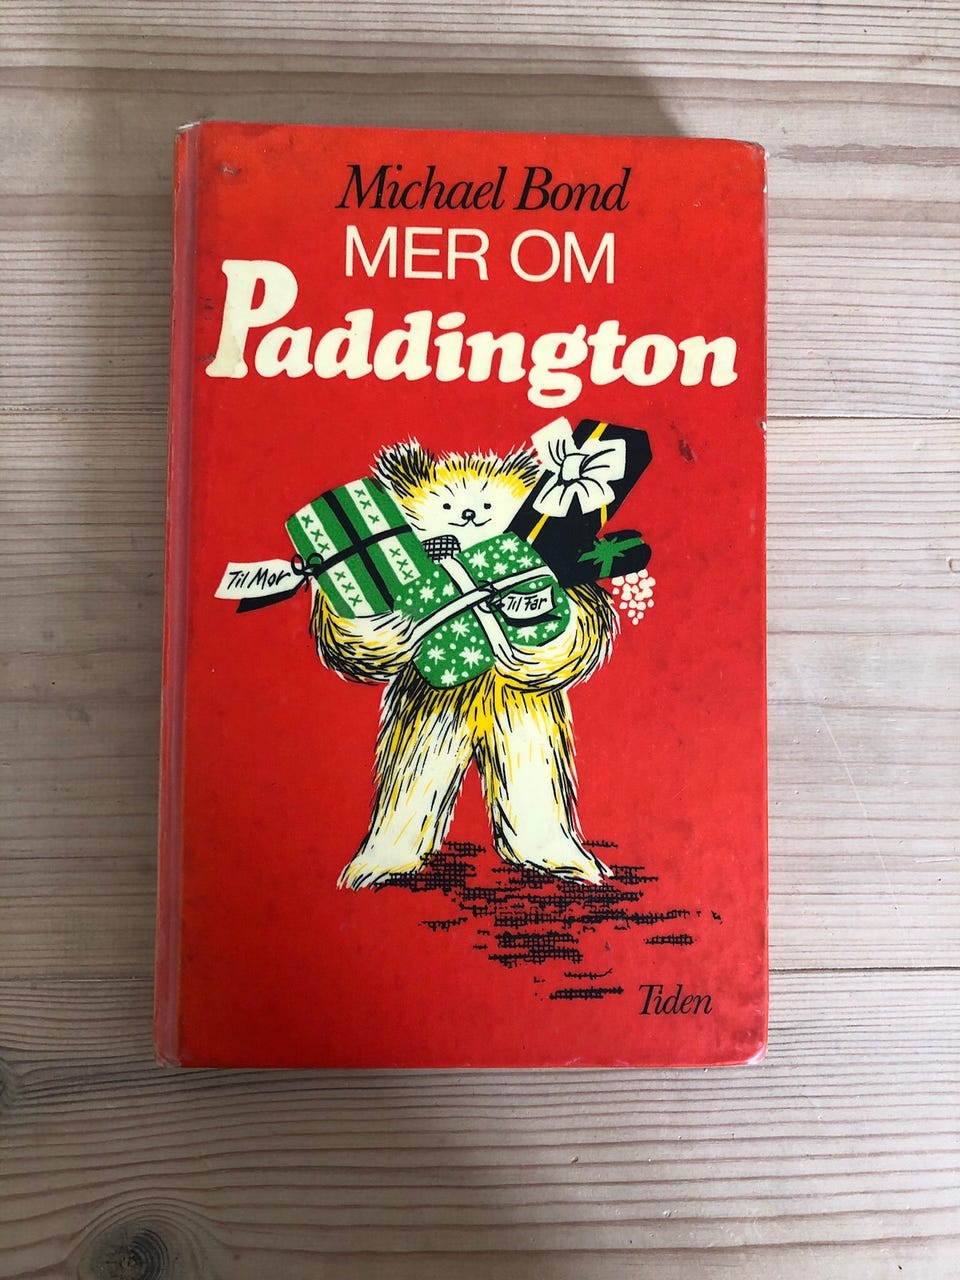 Michael Bond
MER OM
Paddington
Til Mor
Til Far
Tiden